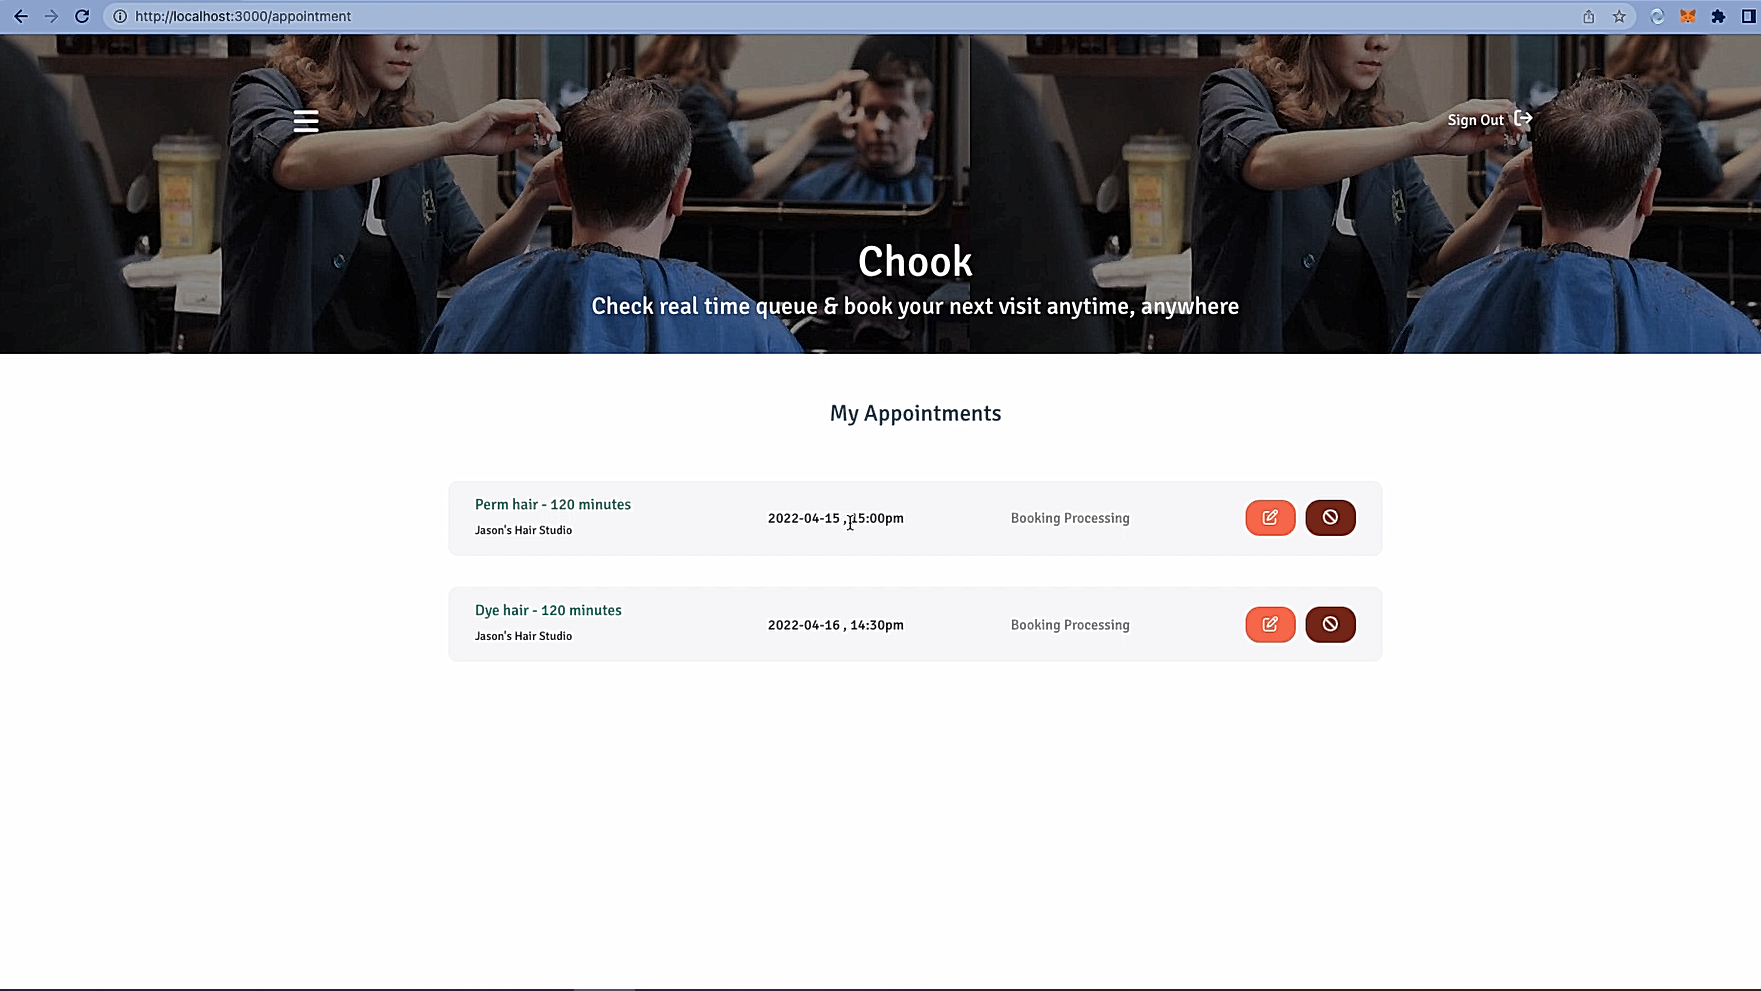 http://localhost:3000/appointment
Sign Out
Chook
Check real time queue & book your next visit anytime, anywhere
My Appointments
Perm hair - 120 minutes
Jason's Hair Studio
2022-04-15 , 15:00pm
Booking Processing
Dye hair - 120 minutes
Jason's Hair Studio
2022-04-16 , 14:30pm
Booking Processing